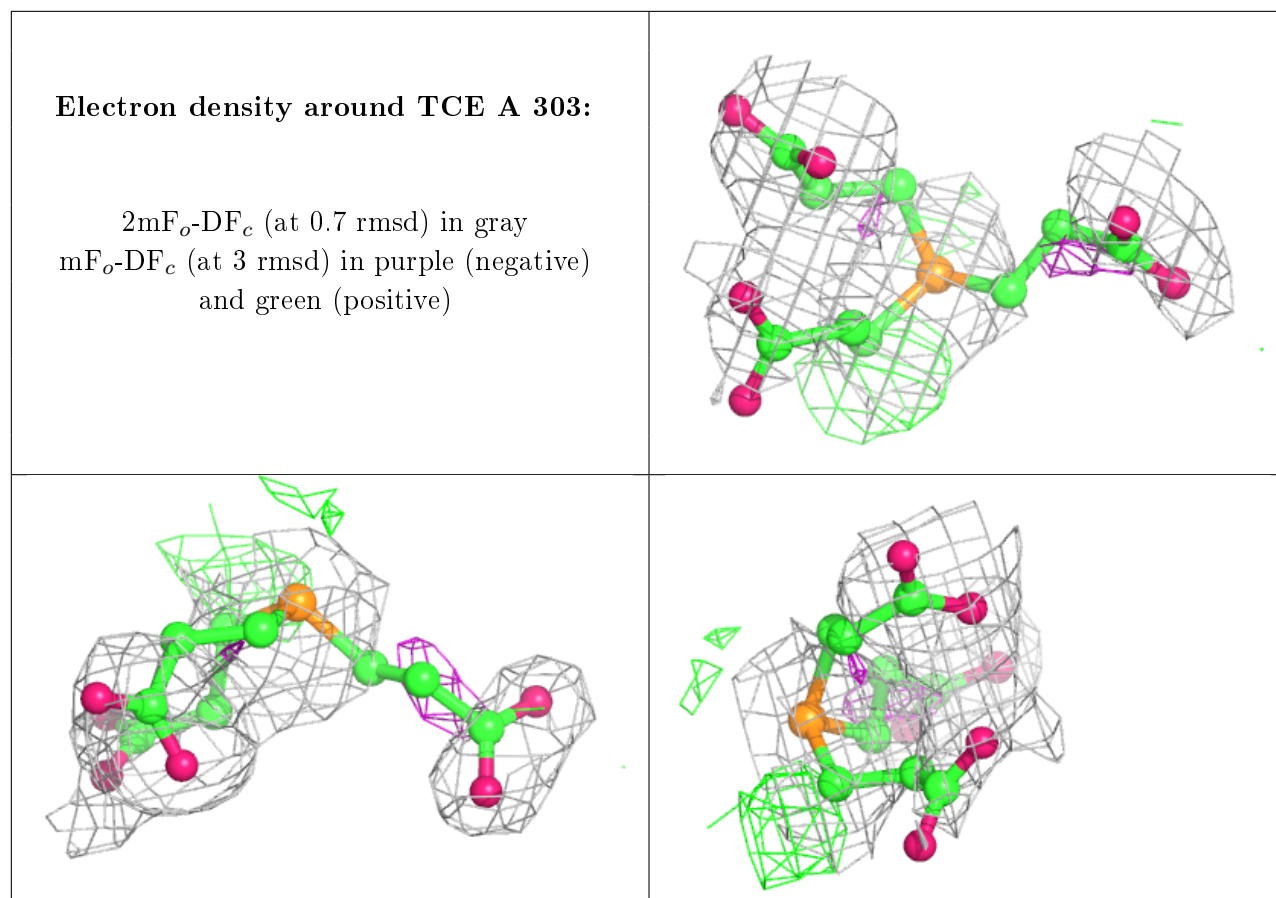 Electron density around TCE A 303:
2mFo-DFc (at 0.7 rmsd) in gray
mFo-DFc (at 3 rmsd) in purple (negative)
and green (positive)